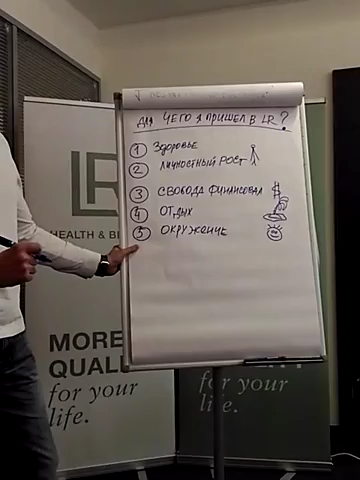 Для ЧЕГО я ПРИШЕЛ В LR?
1 Здоровье
2 ЛИЧНОСТНЫЙ РОСТ
3 СВОБОДА ФИНАНСОВАЯ $
4 ОТДЫХ
5 ОКРУЖЕНИЕ
LR
HEALTH & BE
MORE
QUALI
for your
life.
for your
life.